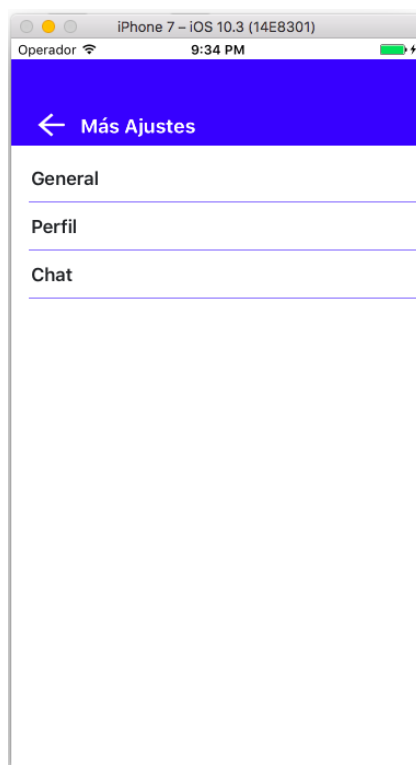 iPhone 7 – iOS 10.3 (14E8301)
Operador 9:34 PM
Más Ajustes
General
Perfil
Chat